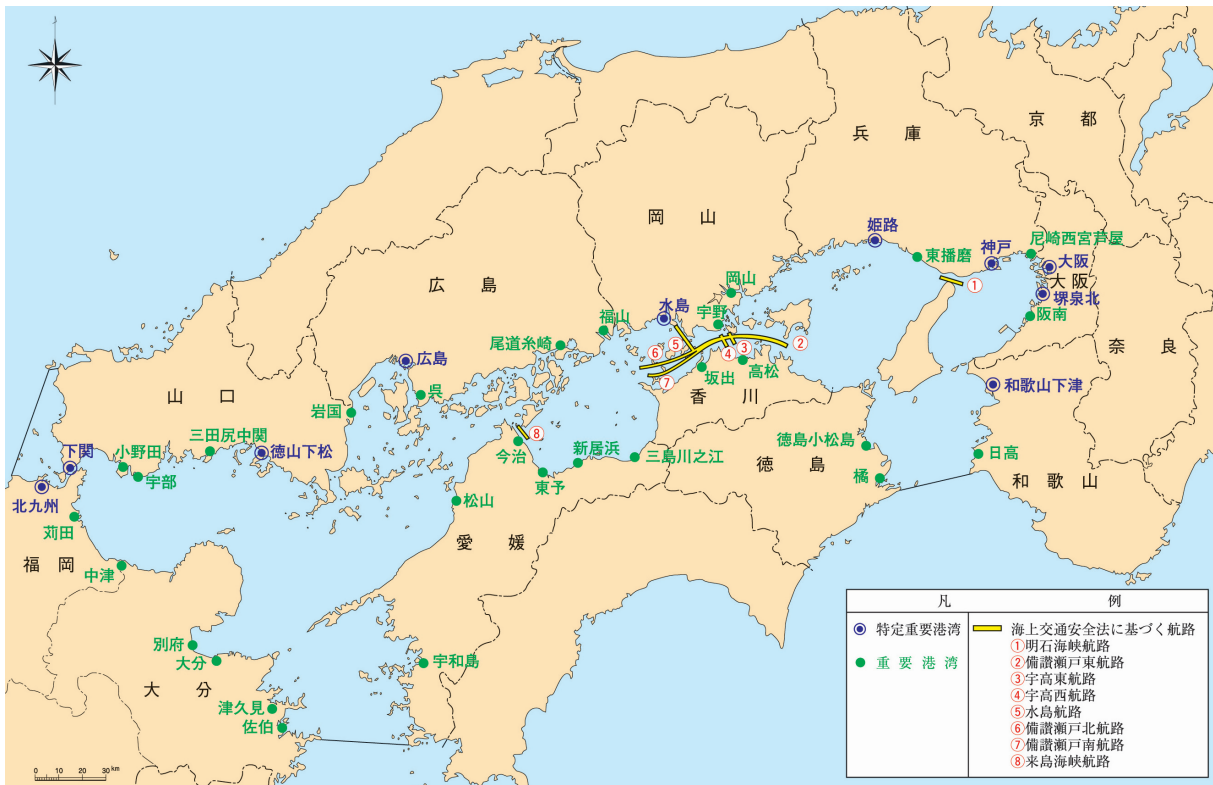 京 都
兵 庫
岡 山
姫路
尼崎西宮芦屋
東播磨
神戸
大阪
大阪
①
広 島
岡山
堺泉北
水島
宇野
阪南
福山
尾道糸崎
⑤
⑥
③
④
②
奈 良
広島
⑦
坂出
高松
和歌山下津
山 口
呉
香 川
岩国
⑧
三田尻中関
今治
新居浜
徳島小松島
下関
小野田
徳山下松
三島川之江
徳 島
日高
宇部
東予
橘
和 歌 山
北九州
松山
苅田
愛 媛
福 岡
中津
別府
大分
宇和島
大 分
津久見
佐伯
0 10 20 30km
凡 例
特定重要港湾
重 要 港 湾
海上交通安全法に基づく航路
①明石海峡航路
②備讃瀬戸東航路
③宇高東航路
④宇高西航路
⑤水島航路
⑥備讃瀬戸北航路
⑦備讃瀬戸南航路
⑧来島海峡航路